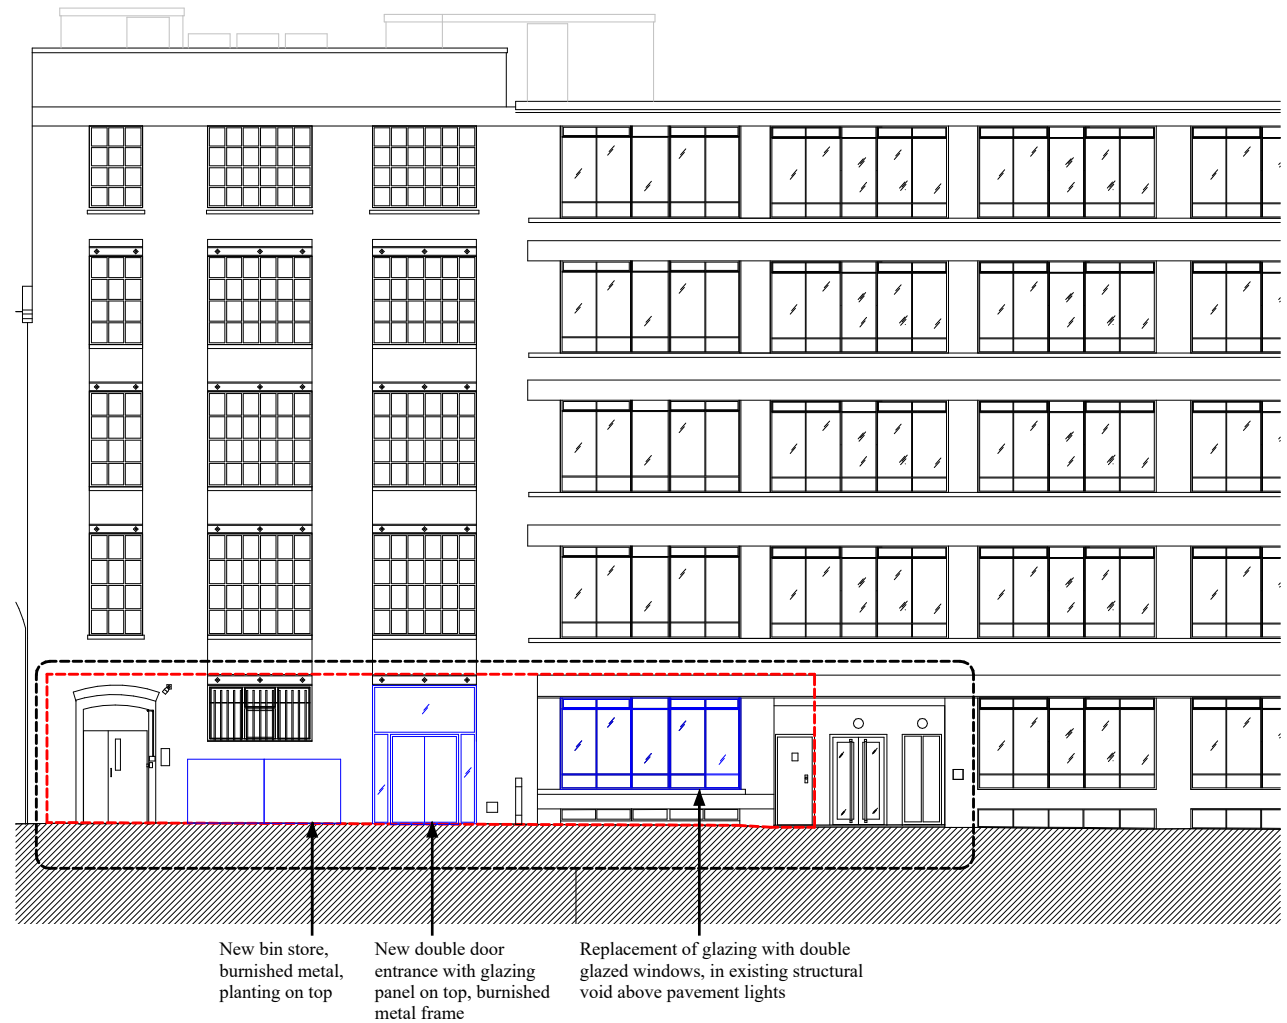 New bin store,
burnished metal,
planting on top
New double door
entrance with glazing
panel on top, burnished
metal frame
Replacement of glazing with double
glazed windows, in existing structural
void above pavement lights